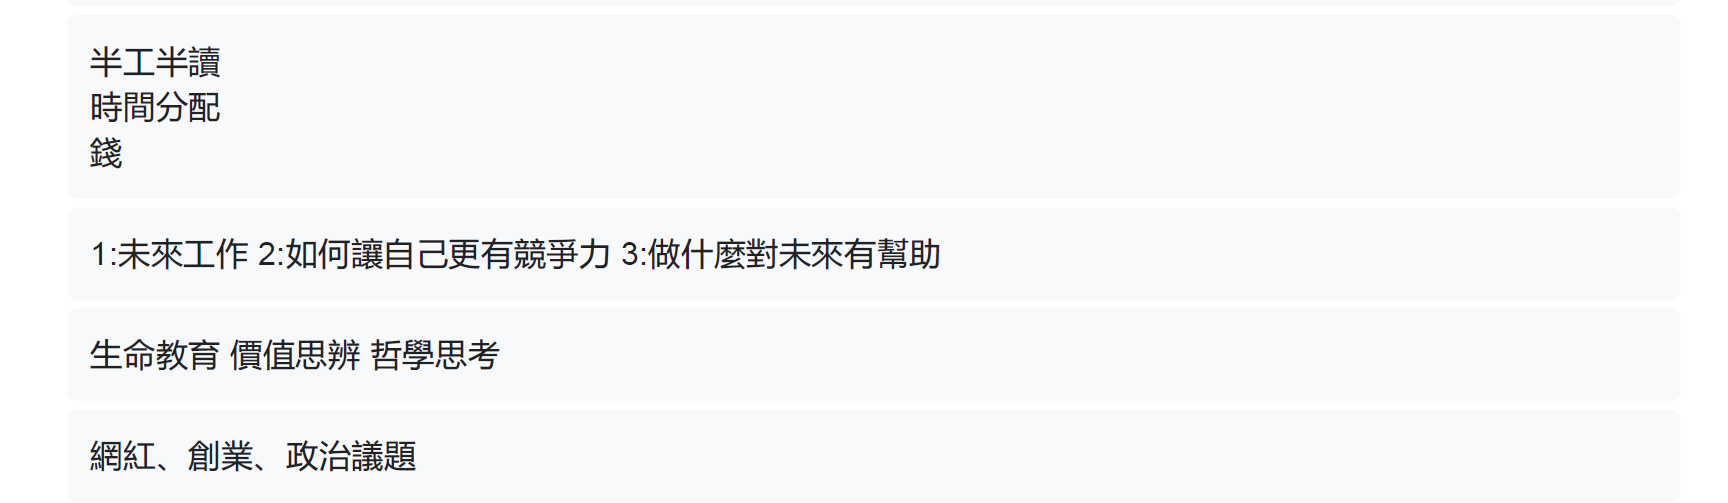 半工半讀
時間分配
錢
1:未來工作 2:如何讓自己更有競爭力 3:做什麼對未來有幫助
生命教育 價值思辨 哲學思考
網紅、創業、政治議題